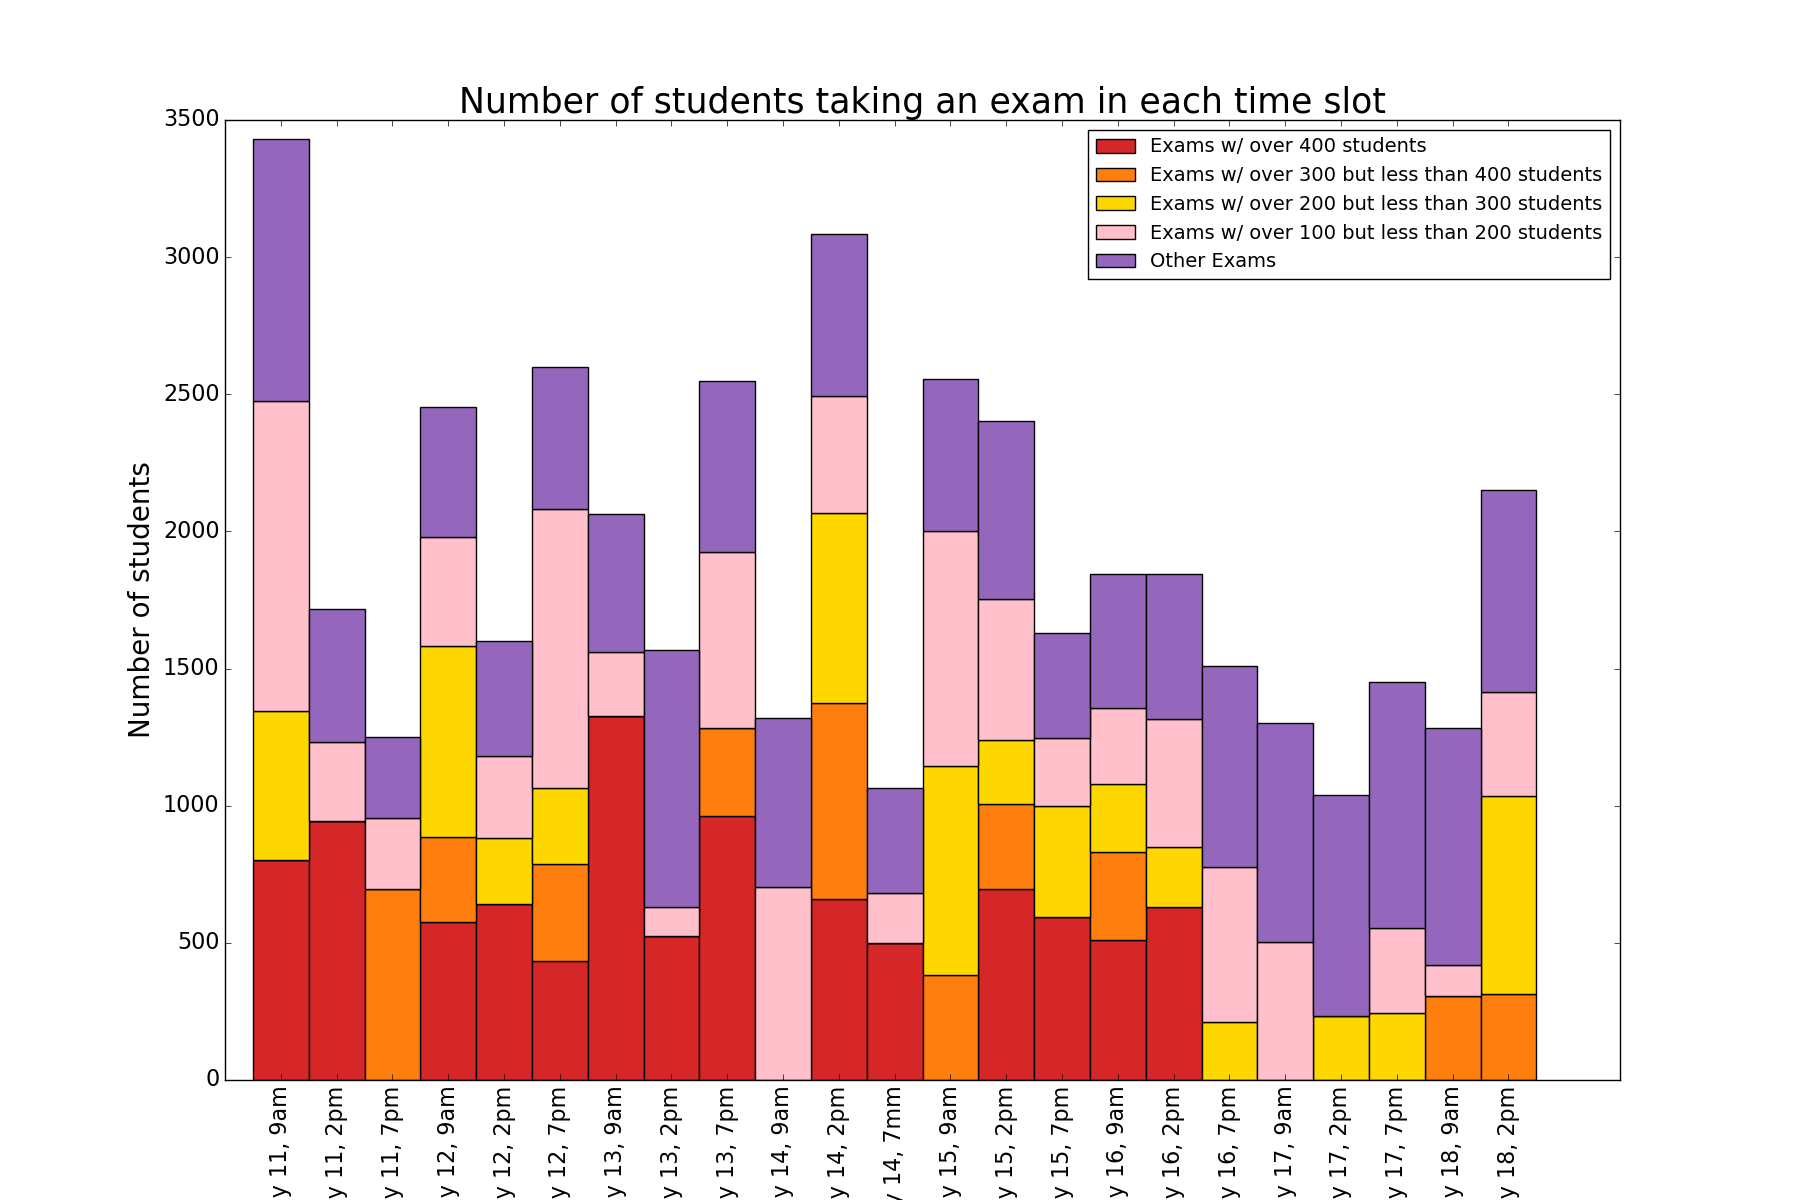 Number of students taking an exam in each time slot
3500
3000
2500
2000
1500
1000
500
0
Number of students
Exams w/ over 400 students
Exams w/ over 300 but less than 400 students
Exams w/ over 200 but less than 300 students
Exams w/ over 100 but less than 200 students
Other Exams
y 11, 9am
y 11, 2pm
y 11, 7pm
y 12, 9am
y 12, 2pm
y 12, 7pm
y 13, 9am
y 13, 2pm
y 13, 7pm
y 14, 9am
y 14, 2pm
y 14, 7mm
y 15, 9am
y 15, 2pm
y 15, 7pm
y 16, 9am
y 16, 2pm
y 16, 7pm
y 17, 9am
y 17, 2pm
y 17, 7pm
y 18, 9am
y 18, 2pm